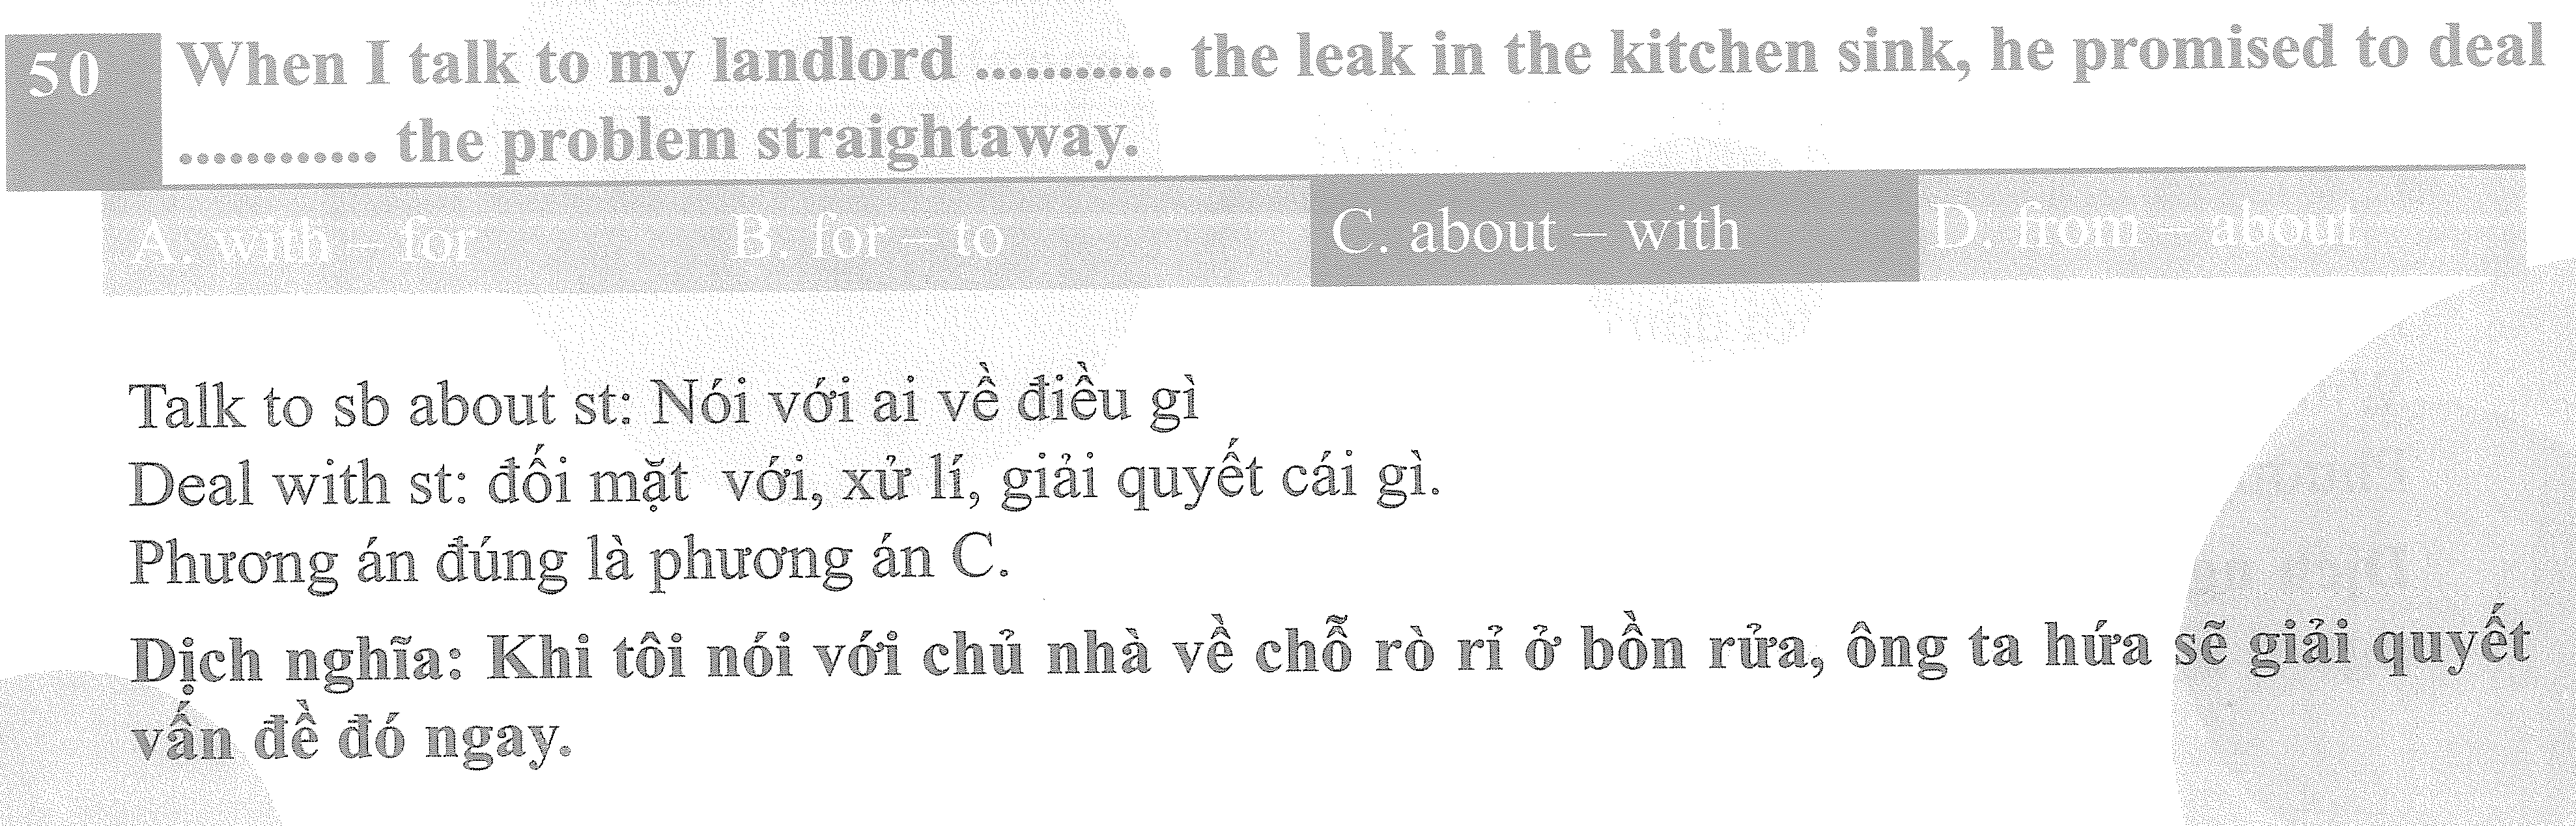 50 When I talk to my landlord ............ the leak in the kitchen sink, he promised to deal
............ the problem straightaway.
A. with – for B. for – to C. about – with D. from – about
Talk to sb about st: Nói với ai về điều gì
Deal with st: đối mặt với, xử lí, giải quyết cái gì.
Phương án đúng là phương án C.
Dịch nghĩa: Khi tôi nói với chủ nhà về chỗ rò rỉ ở bồn rửa, ông ta hứa sẽ giải quyết
vấn đề đó ngay.